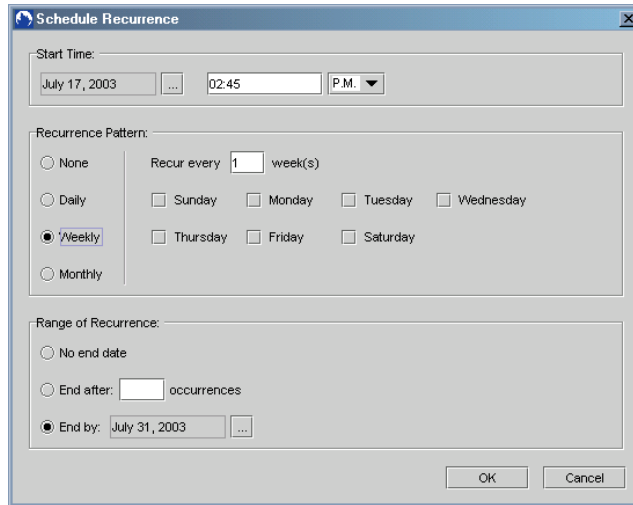 Schedule Recurrence
Start Time:
July 17, 2003 ... 02:45 P.M.
Recurrence Pattern:
None Recur every 1 week(s)
Daily Sunday Monday Tuesday Wednesday
Weekly Thursday Friday Saturday
Monthly
Range of Recurrence:
No end date
End after: occurrences
End by: July 31, 2003 ...
OK Cancel